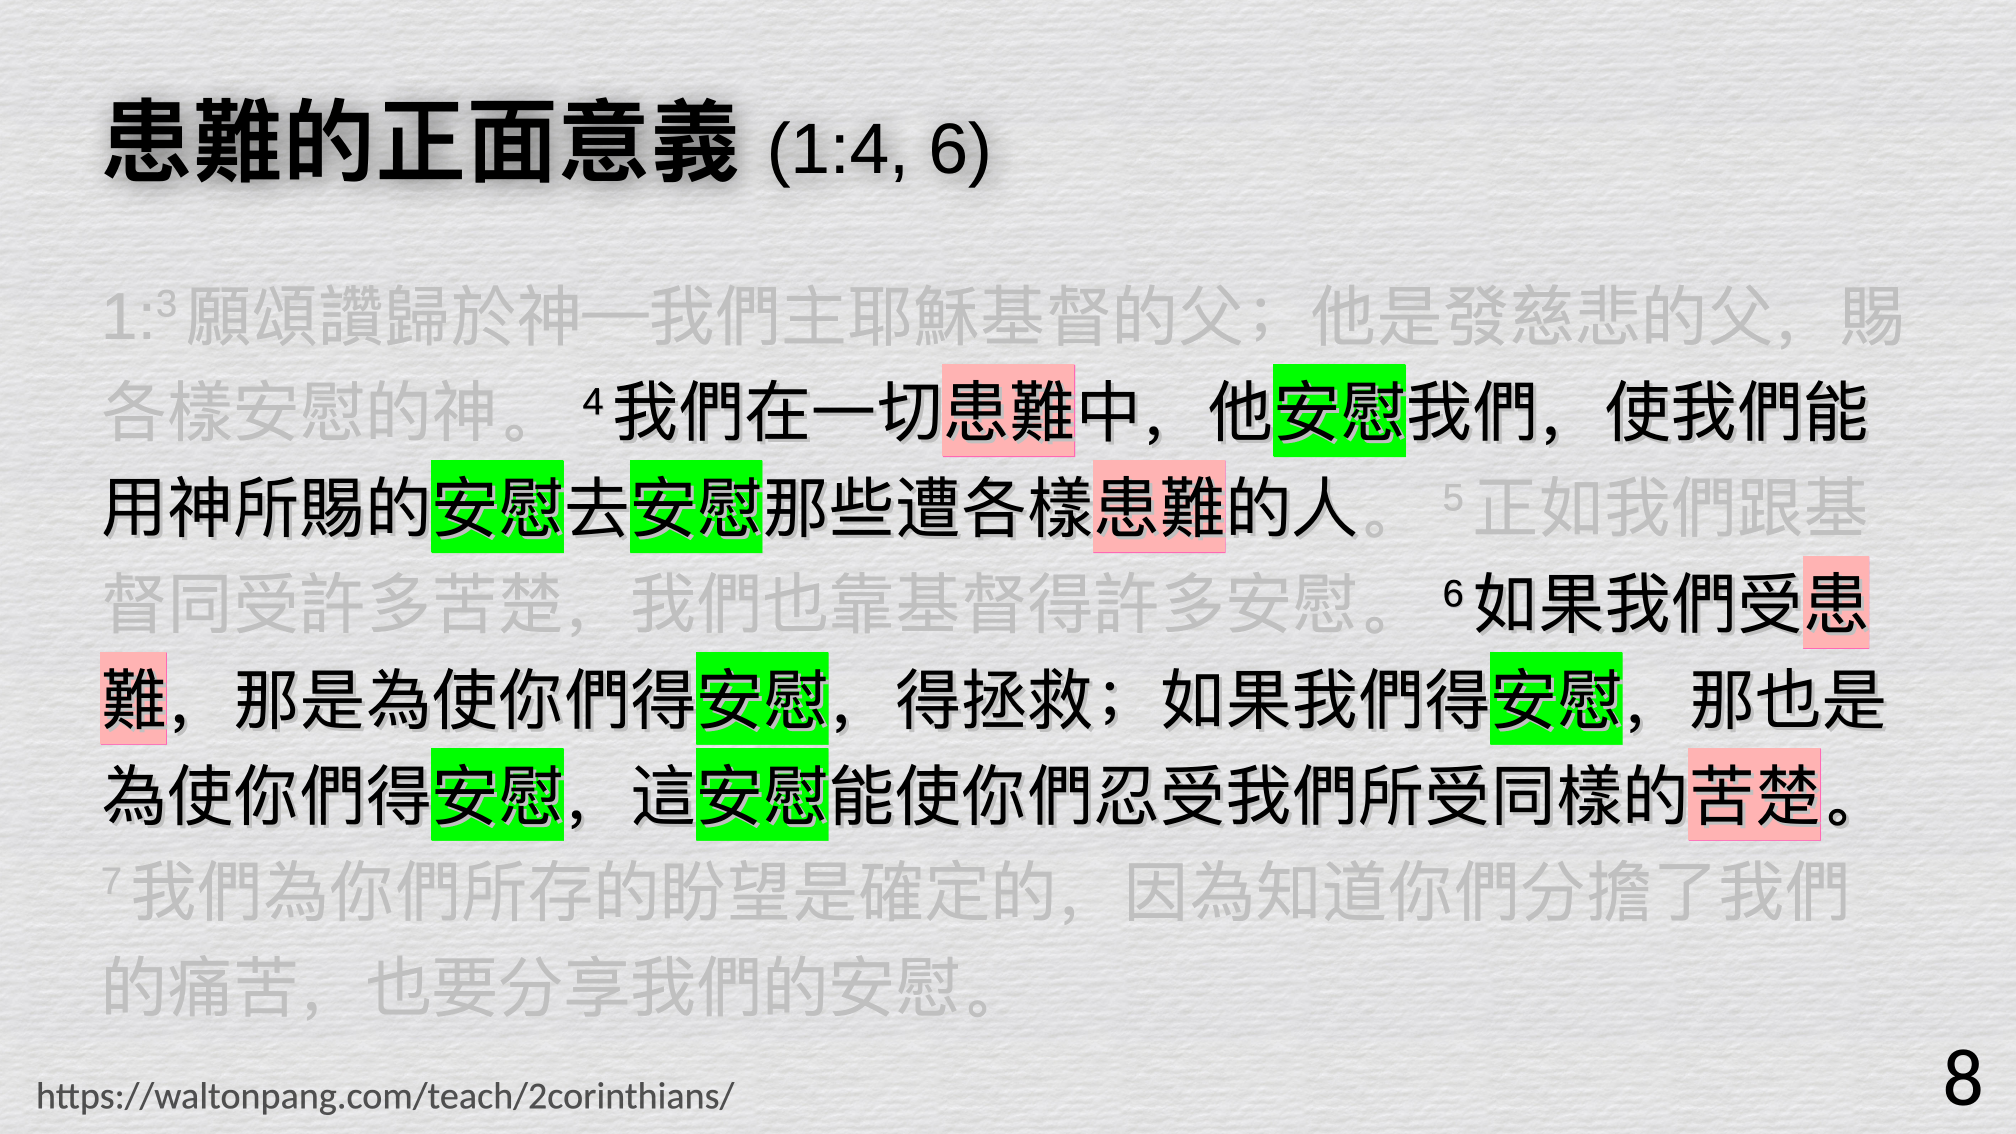 患難的正面意義 (1:4, 6)
1:3 願頌讚歸於神—我們主耶穌基督的父；他是發慈悲的父，賜
各樣安慰的神。 4 我們在一切患難中，他安慰我們，使我們能
用神所賜的安慰去安慰那些遭各樣患難的人。 5 正如我們跟基
督同受許多苦楚，我們也靠基督得許多安慰。 6 如果我們受患
難，那是為使你們得安慰，得拯救；如果我們得安慰，那也是
為使你們得安慰，這安慰能使你們忍受我們所受同樣的苦楚。
7 我們為你們所存的盼望是確定的，因為知道你們分擔了我們
的痛苦，也要分享我們的安慰。
https://waltonpang.com/teach/2corinthians/
8